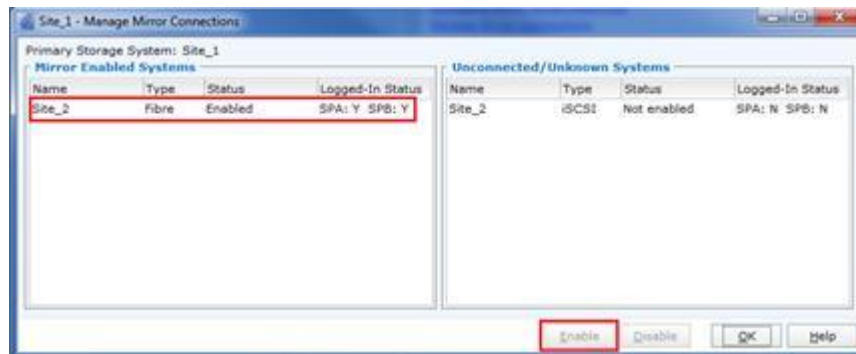 Site_1 - Manage Mirror Connections
Primary Storage System: Site_1
Mirror Enabled Systems
Name Type Status Logged-In Status
Site_2 Fibre Enabled SPA: Y SPB: Y
Unconnected/Unknown Systems
Name Type Status Logged-In Status
Site_2 iSCSI Not enabled SPA: N SPB: N
Enable Disable OK Help